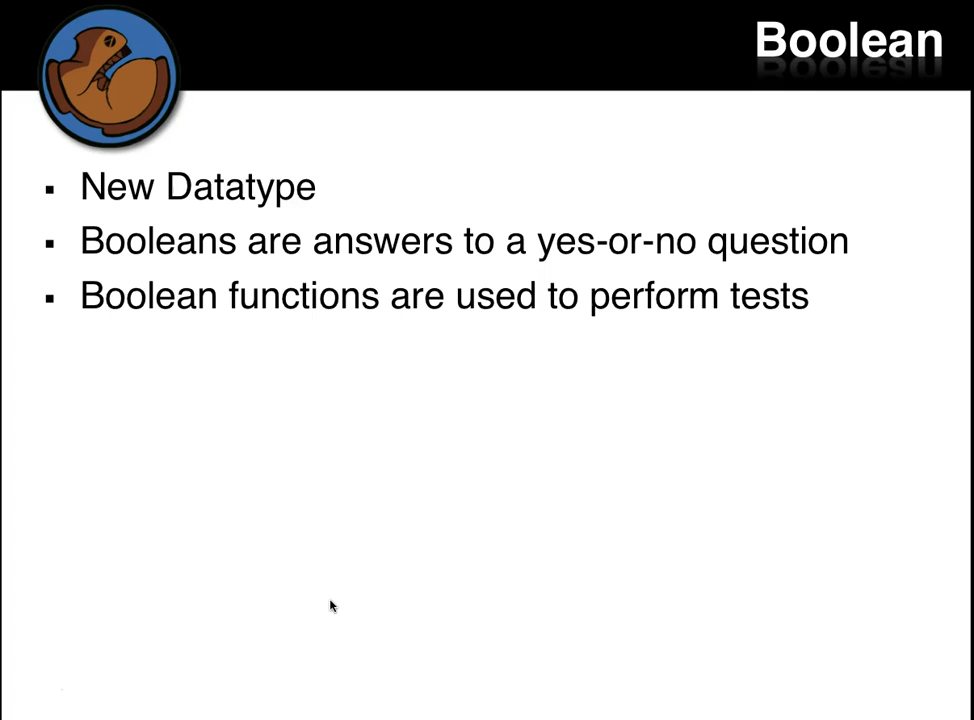 Boolean
▪ New Datatype
▪ Booleans are answers to a yes-or-no question
▪ Boolean functions are used to perform tests